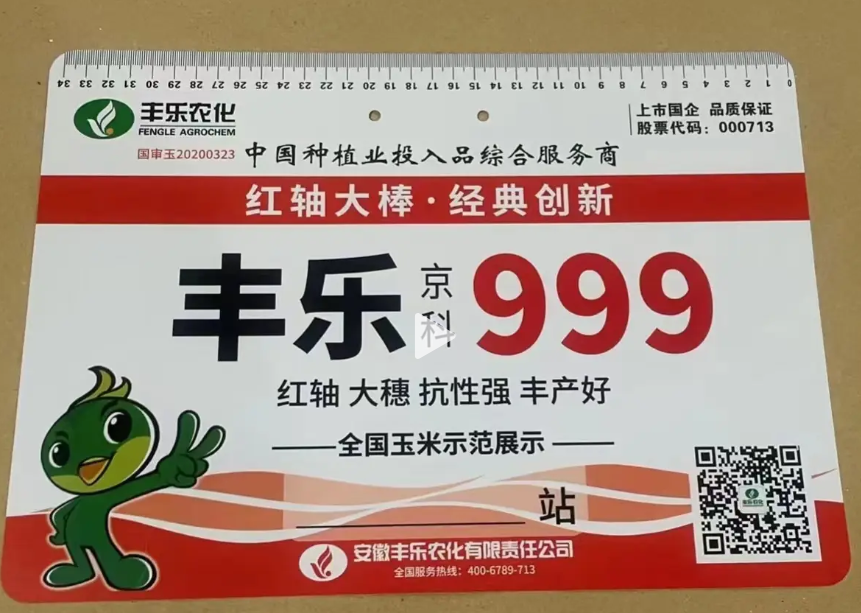 34 33 32 31 30 29 28 27 26 25 24 23 22 21 20 19 18 17 16 15 14 13 12 11 10 9 8 7 6 5 4 3 2 1 0
丰乐农化
FENGLE AGROCHEM
上市国企 品质保证
股票代码：000713
国审玉20200323 中国种植业投入品综合服务商
红轴大棒·经典创新
丰乐 京科 999
红轴 大穗 抗性强 丰产好
全国玉米示范展示
站
安徽丰乐农化有限责任公司
全国服务热线：400-6789-713
丰乐农化